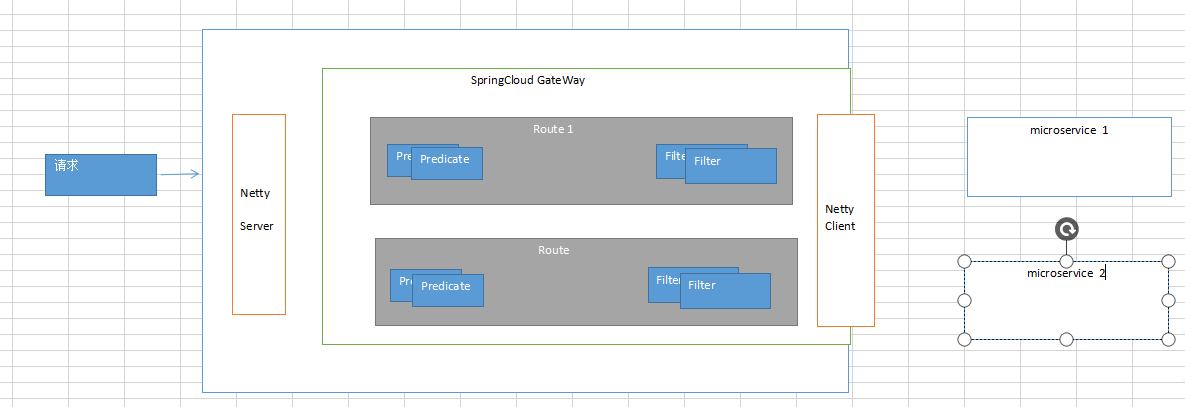 SpringCloud GateWay
请求
Netty
Server
Route 1
Pre
Predicate
Filte
Filter
Route
Pre
Predicate
Filter
Filter
Netty
Client
microservice 1
microservice 2